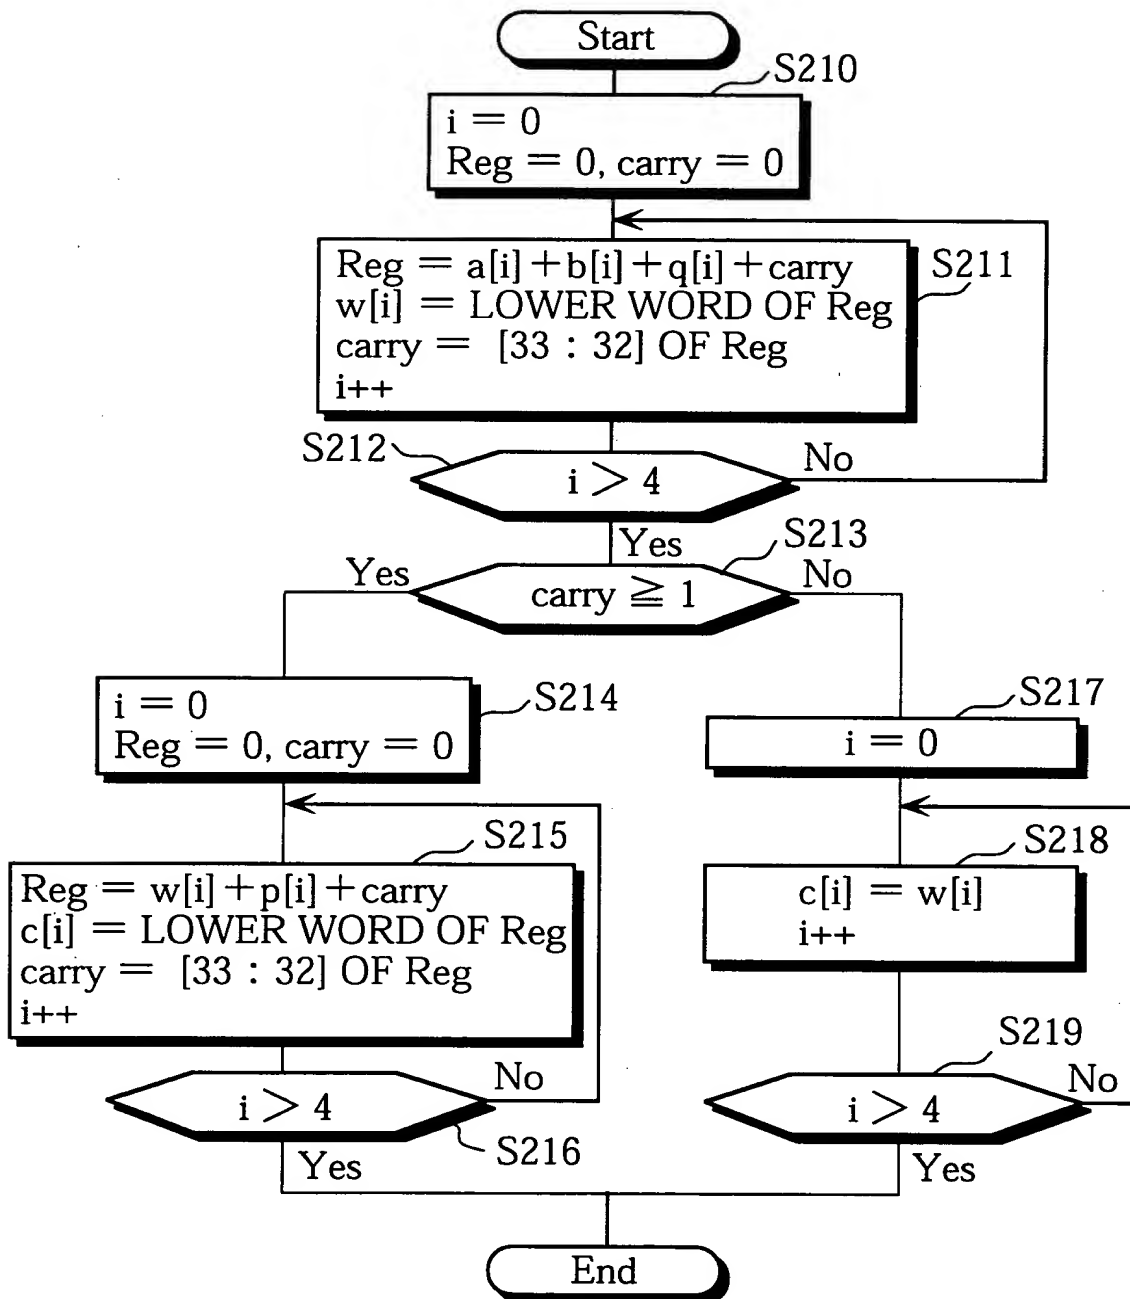 Start
S210
i = 0
Reg = 0, carry = 0
Reg = a[i]+b[i]+q[i]+carry
w[i] = LOWER WORD OF Reg
carry = [33 : 32] OF Reg
i++
S211
S212
i > 4
No
Yes
S213
Yes
carry ≧ 1
No
i = 0
Reg = 0, carry = 0
S214
S217
i = 0
S215
Reg = w[i]+p[i]+carry
c[i] = LOWER WORD OF Reg
carry = [33 : 32] OF Reg
i++
S218
c[i] = w[i]
i++
i > 4
No
S216
Yes
S219
i > 4
No
Yes
End